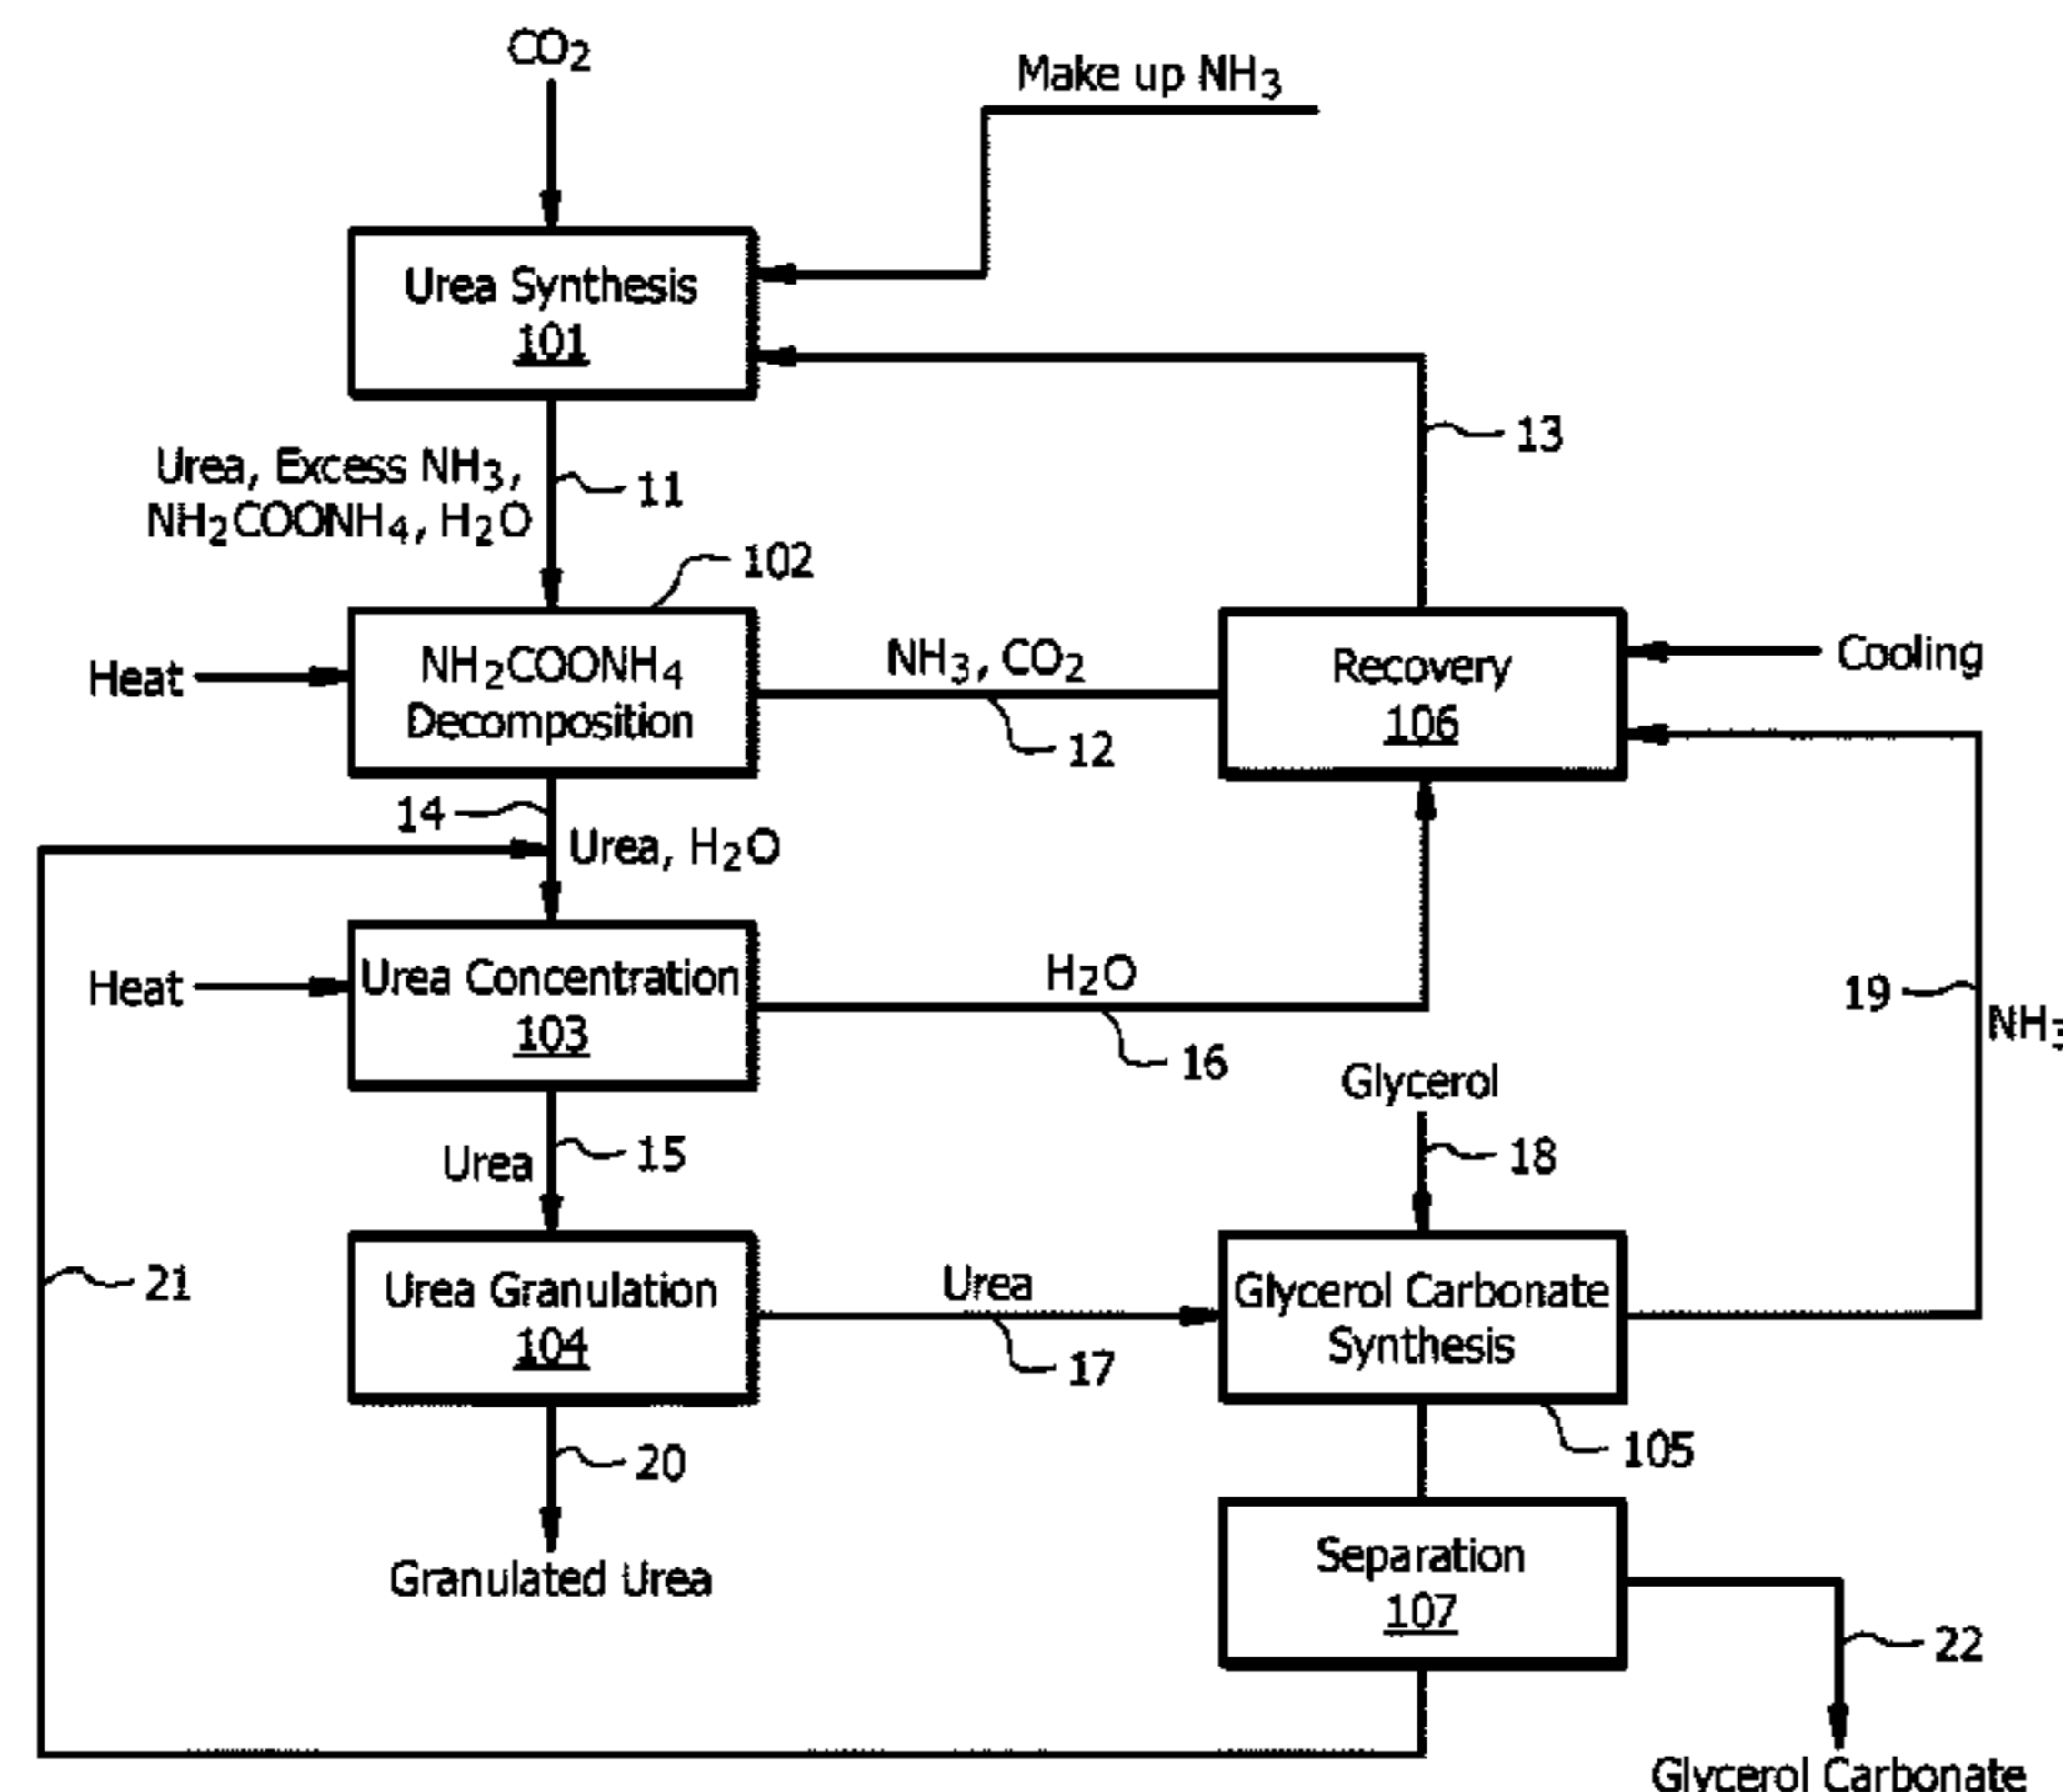 CO₂
Make up NH₃
Urea Synthesis
101
13
Urea, Excess NH₃,
NH₂COONH₄, H₂O
11
102
Heat
NH₂COONH₄
Decomposition
NH₃, CO₂
12
Recovery
106
Cooling
14
Urea, H₂O
Heat
Urea Concentration
103
H₂O
16
19
NH₃
Glycerol
18
Urea
15
21
Urea Granulation
104
Urea
17
Glycerol Carbonate
Synthesis
105
20
Granulated Urea
Separation
107
22
Glycerol Carbonate